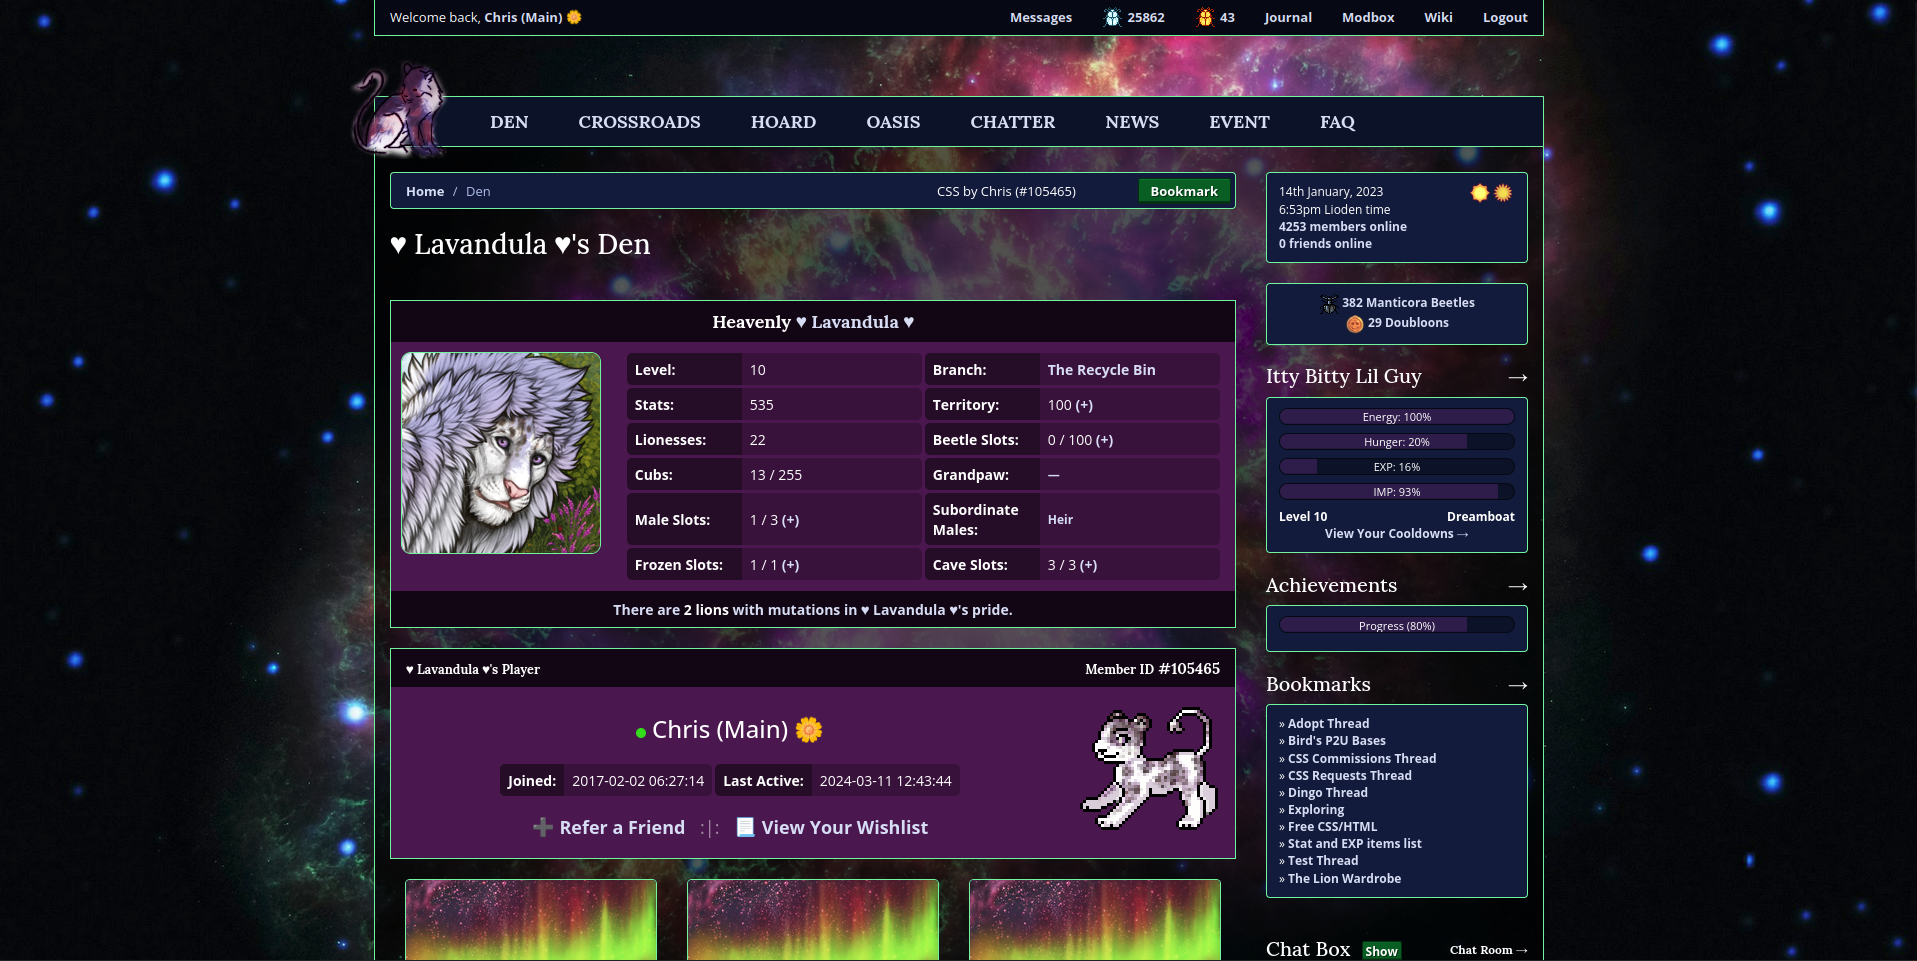 Welcome back, Chris (Main) 🌼
Messages 25862 43 Journal Modbox Wiki Logout
DEN CROSSROADS HOARD OASIS CHATTER NEWS EVENT FAQ
Home / Den CSS by Chris (#105465) Bookmark
♥ Lavandula ♥'s Den
Heavenly ♥ Lavandula ♥
Level: 10 Branch: The Recycle Bin
Stats: 535 Territory: 100 (+)
Lionesses: 22 Beetle Slots: 0 / 100 (+)
Cubs: 13 / 255 Grandpaw: —
Male Slots: 1 / 3 (+) Subordinate Males: Heir
Frozen Slots: 1 / 1 (+) Cave Slots: 3 / 3 (+)
There are 2 lions with mutations in ♥ Lavandula ♥'s pride.
♥ Lavandula ♥'s Player Member ID #105465
Chris (Main) 🌼
Joined: 2017-02-02 06:27:14 Last Active: 2024-03-11 12:43:44
➕ Refer a Friend :|: 📃 View Your Wishlist
14th January, 2023
6:53pm Lioden time
4253 members online
0 friends online
382 Manticora Beetles
29 Doubloons
Itty Bitty Lil Guy →
Energy: 100%
Hunger: 20%
EXP: 16%
IMP: 93%
Level 10 Dreamboat
View Your Cooldowns →
Achievements →
Progress (80%)
Bookmarks →
» Adopt Thread
» Bird's P2U Bases
» CSS Commissions Thread
» CSS Requests Thread
» Dingo Thread
» Exploring
» Free CSS/HTML
» Stat and EXP items list
» Test Thread
» The Lion Wardrobe
Chat Box Show Chat Room →